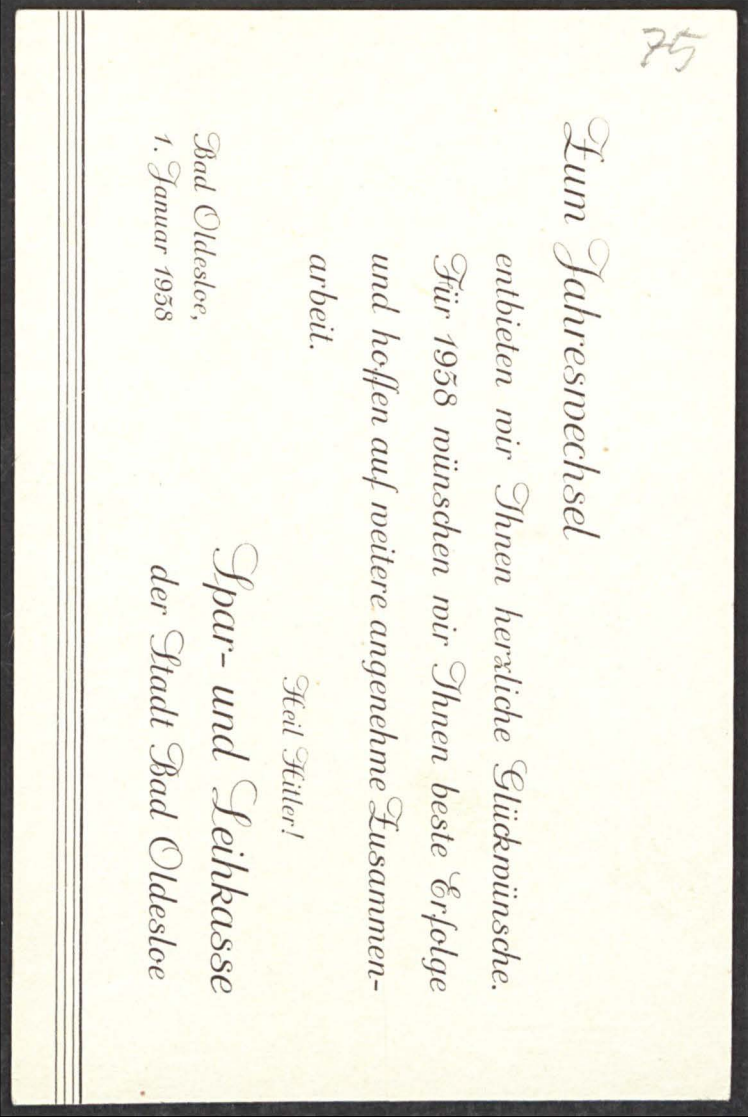 75
Zum Jahreswechsel
entbieten wir Ihnen herzliche Glückwünsche.
Für 1938 wünschen wir Ihnen beste Erfolge
und hoffen auf weitere angenehme Zusammen-
arbeit.
Heil Hitler!
Spar- und Leihkasse
der Stadt Bad Oldesloe
Bad Oldesloe,
1. Januar 1938